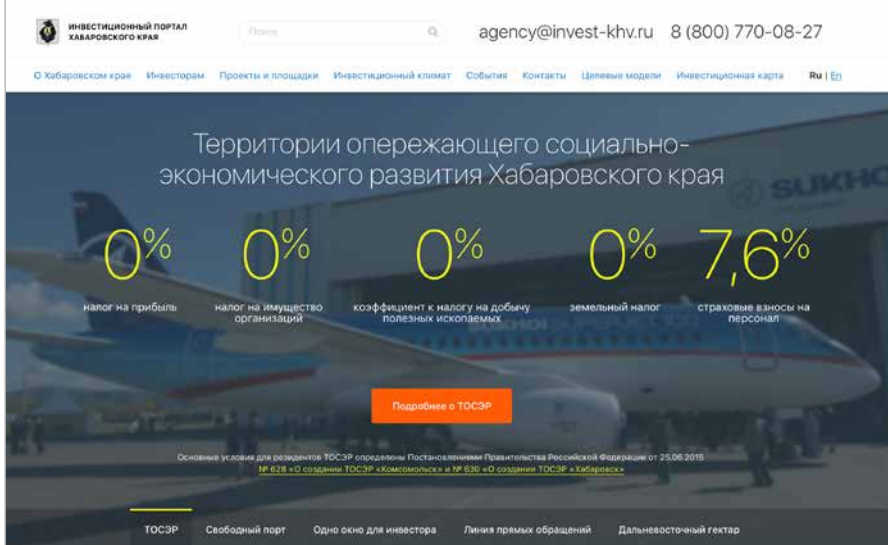 ИНВЕСТИЦИОННЫЙ ПОРТАЛ
ХАБАРОВСКОГО КРАЯ
Поиск
agency@invest-khv.ru 8 (800) 770-08-27
О Хабаровском крае Инвесторам Проекты и площадки Инвестиционный климат События Контакты Целевые модели Инвестиционная карта Ru | En
Территории опережающего социально-
экономического развития Хабаровского края
SUKHO
0% 0% 0% 0% 7,6%
налог на прибыль налог на имущество коэффициент к налогу на добычу земельный налог страховые взносы на
организаций полезных ископаемых персонал
Подробнее о ТОСЭР
Основные условия для резидентов ТОСЭР определены Постановлениями Правительства Российской Федерации от 25.06.2015
№ 628 «О создании ТОСЭР «Комсомольск» и № 630 «О создании ТОСЭР «Хабаровск»
ТОСЭР Свободный порт Одно окно для инвестора Линия прямых обращений Дальневосточный гектар